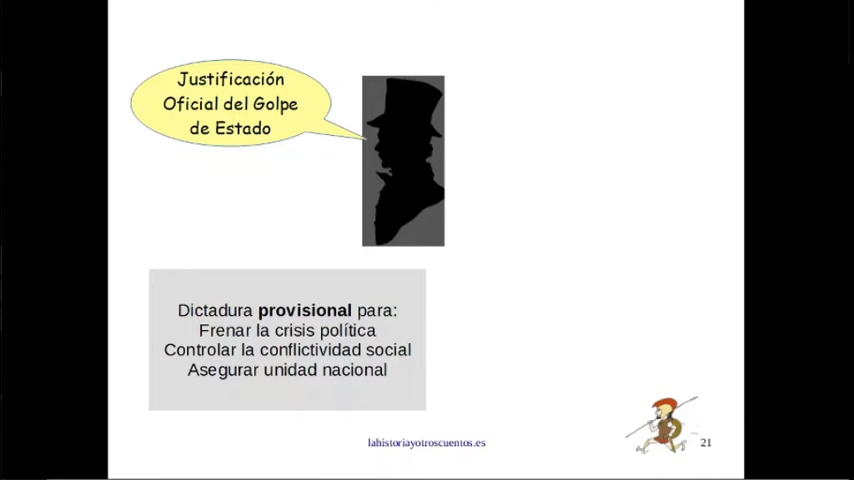 Justificación
Oficial del Golpe
de Estado
Dictadura provisional para:
Frenar la crisis política
Controlar la conflictividad social
Asegurar unidad nacional
lahistoriayotroscuentos.es
21